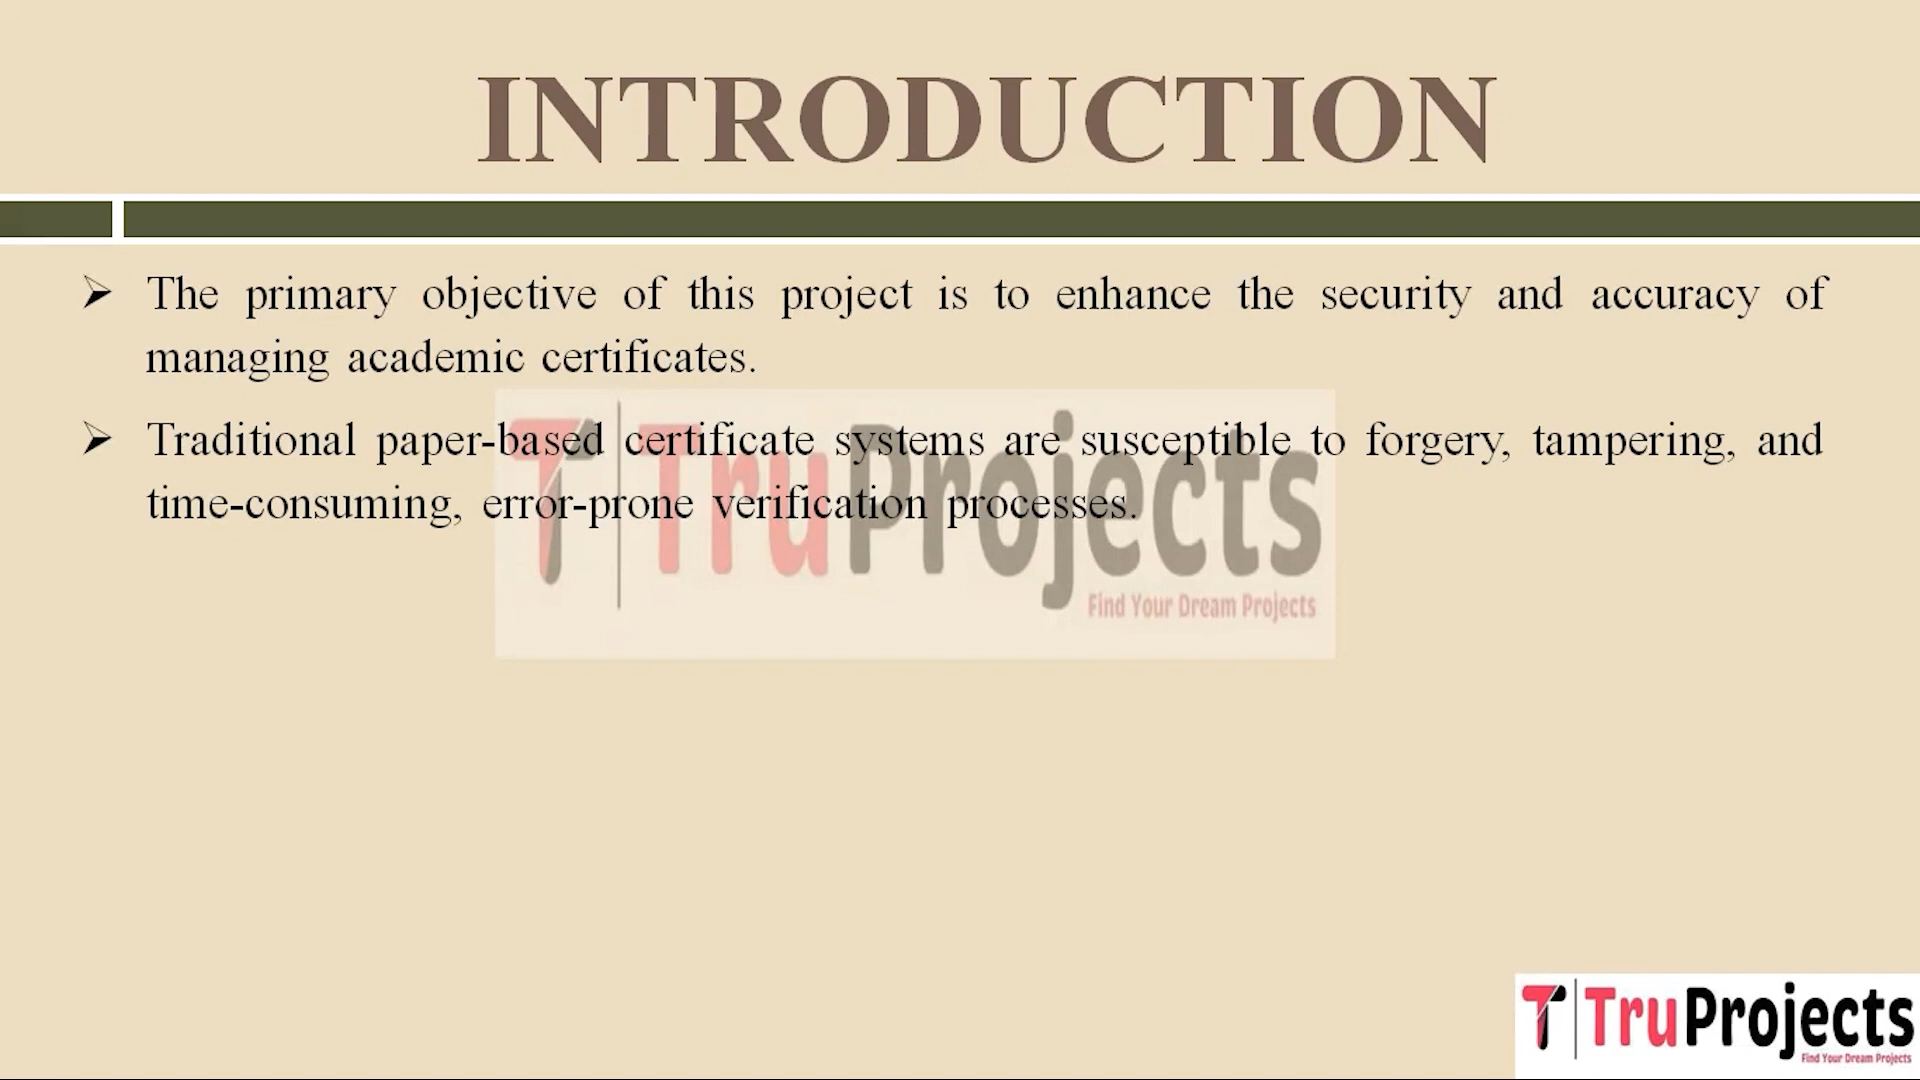 INTRODUCTION
➢ The primary objective of this project is to enhance the security and accuracy of
managing academic certificates.
➢ Traditional paper-based certificate systems are susceptible to forgery, tampering, and
time-consuming, error-prone verification processes.
TruProjects
Find Your Dream Projects
TruProjects
Find Your Dream Projects